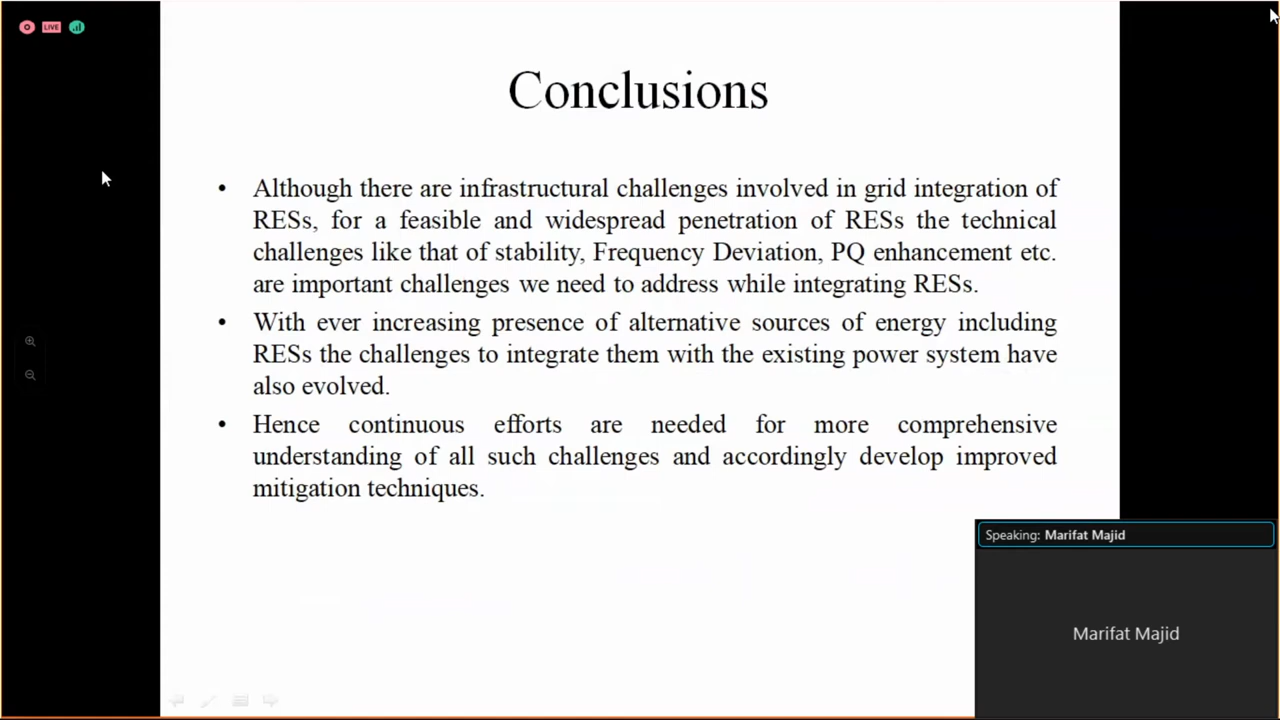 LIVE
Conclusions
• Although there are infrastructural challenges involved in grid integration of
RESs, for a feasible and widespread penetration of RESs the technical
challenges like that of stability, Frequency Deviation, PQ enhancement etc.
are important challenges we need to address while integrating RESs.
• With ever increasing presence of alternative sources of energy including
RESs the challenges to integrate them with the existing power system have
also evolved.
• Hence continuous efforts are needed for more comprehensive
understanding of all such challenges and accordingly develop improved
mitigation techniques.
Speaking: Marifat Majid
Marifat Majid